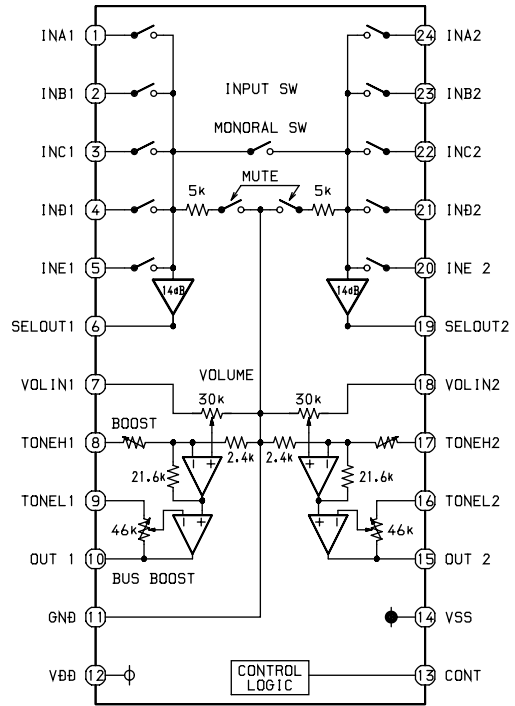 INA1 1 24 INA2
INB1 2 INPUT SW 23 INB2
MONORAL SW
INC1 3 22 INC2
MUTE
5k 5k
IND1 4 21 IND2
INE1 5 20 INE 2
14dB 14dB
SELOUT1 6 19 SELOUT2
VOLUME
VOLIN1 7 18 VOLIN2
30k 30k
BOOST
TONEH1 8 17 TONEH2
2.4k 2.4k
21.6k 21.6k
TONEL1 9 16 TONEL2
46k 46k
OUT 1 10 15 OUT 2
BUS BOOST
GND 11 14 VSS
VDD 12 13 CONT
CONTROL
LOGIC